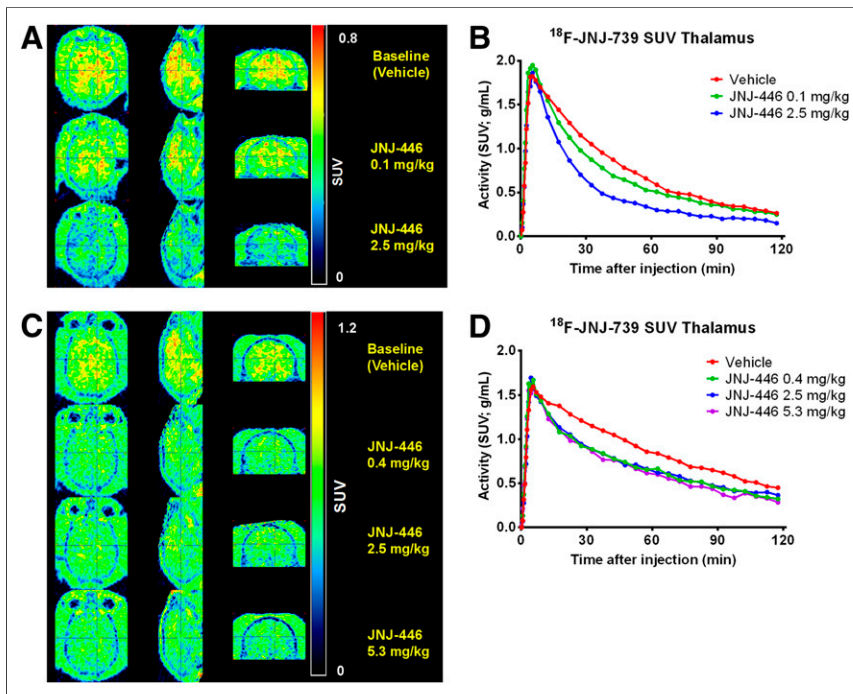 A
0.8
Baseline
(Vehicle)
JNJ-446
0.1 mg/kg
SUV
JNJ-446
2.5 mg/kg
0
B
¹⁸F-JNJ-739 SUV Thalamus
Activity (SUV; g/mL)
2.0
1.5
1.0
0.5
0.0
Vehicle
JNJ-446 0.1 mg/kg
JNJ-446 2.5 mg/kg
0 30 60 90 120
Time after injection (min)
C
1.2
Baseline
(Vehicle)
JNJ-446
0.4 mg/kg
SUV
JNJ-446
2.5 mg/kg
JNJ-446
5.3 mg/kg
0
D
¹⁸F-JNJ-739 SUV Thalamus
Activity (SUV; g/mL)
2.0
1.5
1.0
0.5
0.0
Vehicle
JNJ-446 0.4 mg/kg
JNJ-446 2.5 mg/kg
JNJ-446 5.3 mg/kg
0 30 60 90 120
Time after injection (min)